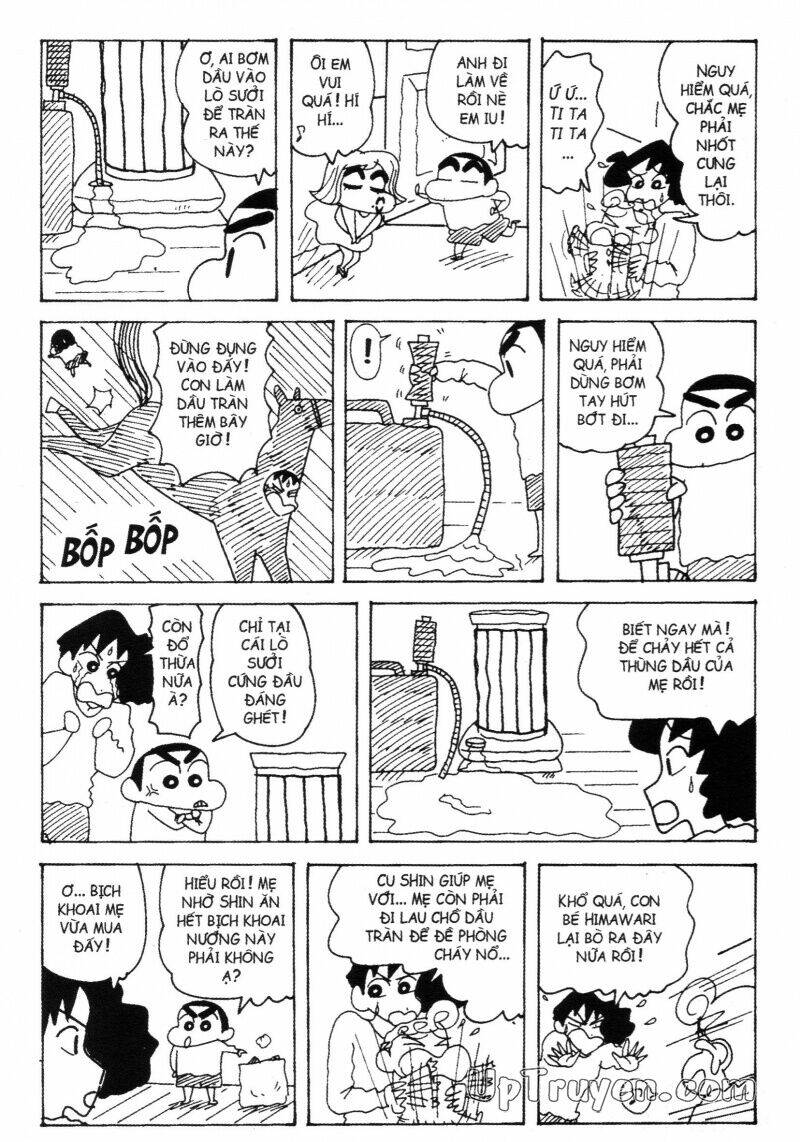 NGUY
HIỂM QUÁ,
CHẮC MẸ
PHẢI
NHỐT
CƯNG
LẠI
THÔI.
Ứ Ứ...
TI TA
TI TA
...
ANH ĐI
LÀM VỀ
RỒI NÈ
EM IU!
ÔI EM
VUI
QUÁ! HÍ
HÍ...
Ơ, AI BƠM
DẦU VÀO
LÒ SƯỞI
ĐỂ TRÀN
RA THẾ
NÀY?
NGUY HIỂM
QUÁ, PHẢI
DÙNG BƠM
TAY HÚT
BỚT ĐI...
!
ĐỪNG ĐỤNG
VÀO ĐẤY!
CON LÀM
DẦU TRÀN
THÊM BÂY
GIỜ!
BỐP BỐP
BIẾT NGAY MÀ!
ĐỂ CHẢY HẾT CẢ
THÙNG DẦU CỦA
MẸ RỒI!
CHỈ TẠI
CÁI LÒ
SƯỞI
CỨNG ĐẦU
ĐÁNG
GHÉT!
CÒN
ĐỔ
THỪA
NỮA
À?
KHỔ QUÁ, CON
BÉ HIMAWARI
LẠI BÒ RA ĐÂY
NỮA RỒI!
CU SHIN GIÚP MẸ
VỚI... MẸ CÒN PHẢI
ĐI LAU CHỖ DẦU
TRÀN ĐỂ ĐỀ PHÒNG
CHÁY NỔ...
HIỂU RỒI! MẸ
NHỜ SHIN ĂN
HẾT BỊCH KHOAI
NƯỚNG NÀY
PHẢI KHÔNG
Ạ?
Ơ... BỊCH
KHOAI MẸ
VỪA MUA
ĐẤY!
UpTruyen.com